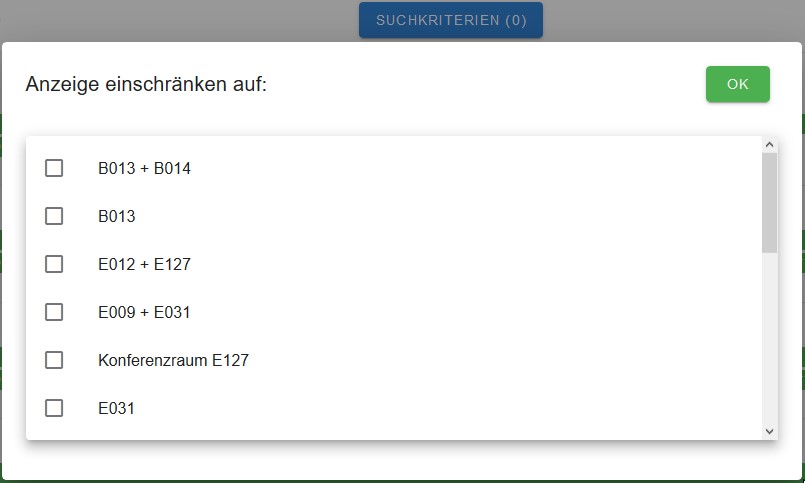 SUCHKRITERIEN (0)
Anzeige einschränken auf:
OK
B013 + B014
B013
E012 + E127
E009 + E031
Konferenzraum E127
E031